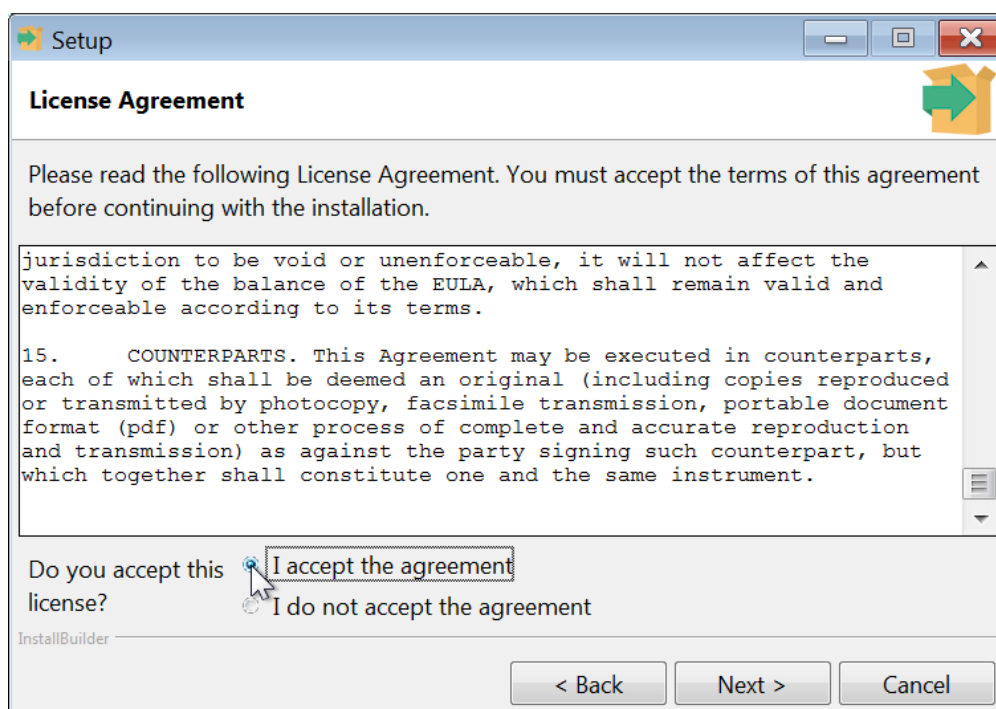 Setup
License Agreement
Please read the following License Agreement. You must accept the terms of this agreement
before continuing with the installation.
jurisdiction to be void or unenforceable, it will not affect the
validity of the balance of the EULA, which shall remain valid and
enforceable according to its terms.
15. COUNTERPARTS. This Agreement may be executed in counterparts,
each of which shall be deemed an original (including copies reproduced
or transmitted by photocopy, facsimile transmission, portable document
format (pdf) or other process of complete and accurate reproduction
and transmission) as against the party signing such counterpart, but
which together shall constitute one and the same instrument.
Do you accept this
license?
I accept the agreement
I do not accept the agreement
InstallBuilder
< Back
Next >
Cancel